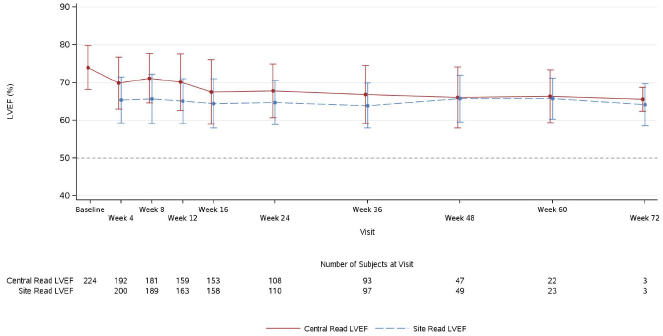 90
80
70
60
50
40
LVEF (%)
Baseline Week 8 Week 16 Week 36 Week 60
Week 4 Week 12 Week 24 Week 48 Week 72
Visit
Number of Subjects at Visit
Central Read LVEF 224 192 181 159 153 108 93 47 22 3
Site Read LVEF 200 189 163 158 110 97 49 23 3
Central Read LVEF Site Read LVEF